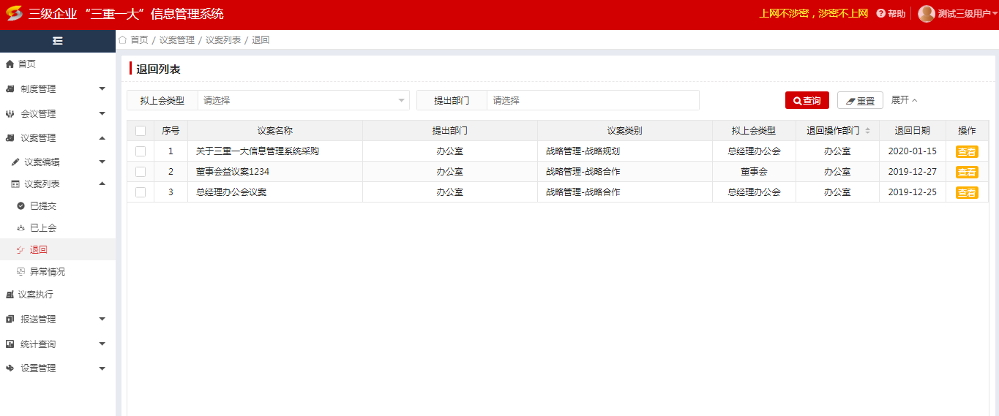 三级企业“三重一大”信息管理系统
上网不涉密，涉密不上网 帮助 测试三级用户
首页 / 议案管理 / 议案列表 / 退回
首页
制度管理
会议管理
议案管理
议案编辑
议案列表
已提交
已上会
退回
异常情况
议案执行
报送管理
统计查询
设置管理
退回列表
拟上会类型 请选择 提出部门 请选择 查询 重置 展开
序号 议案名称 提出部门 议案类别 拟上会类型 退回操作部门 退回日期 操作
1 关于三重一大信息管理系统采购 办公室 战略管理-战略规划 总经理办公会 办公室 2020-01-15 查看
2 董事会益议案1234 办公室 战略管理-战略合作 董事会 办公室 2019-12-27 查看
3 总经理办公会议案 办公室 战略管理-战略合作 总经理办公会 办公室 2019-12-25 查看